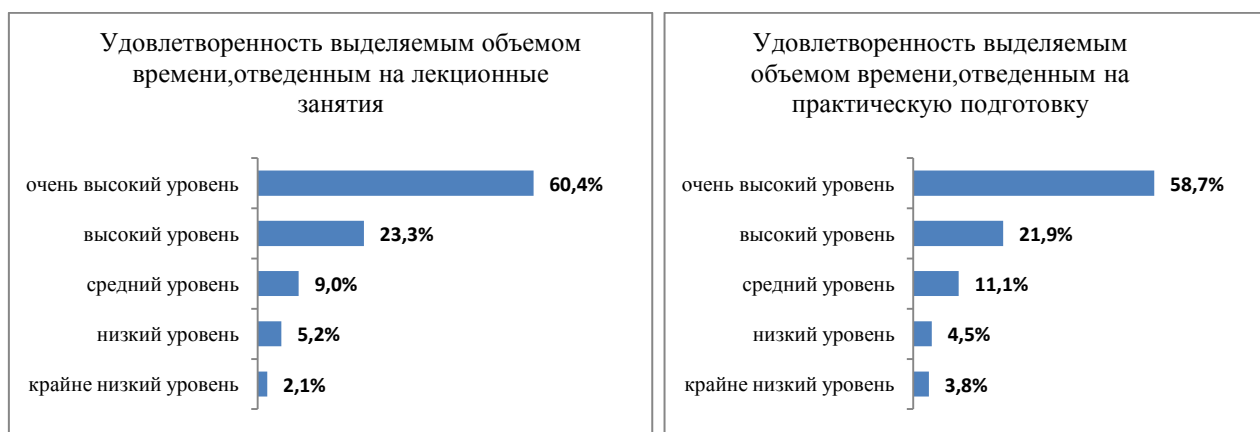 Удовлетворенность выделяемым объемом
времени,отведенным на лекционные
занятия
очень высокий уровень 60,4%
высокий уровень 23,3%
средний уровень 9,0%
низкий уровень 5,2%
крайне низкий уровень 2,1%
Удовлетворенность выделяемым
объемом времени,отведенным на
практическую подготовку
очень высокий уровень 58,7%
высокий уровень 21,9%
средний уровень 11,1%
низкий уровень 4,5%
крайне низкий уровень 3,8%